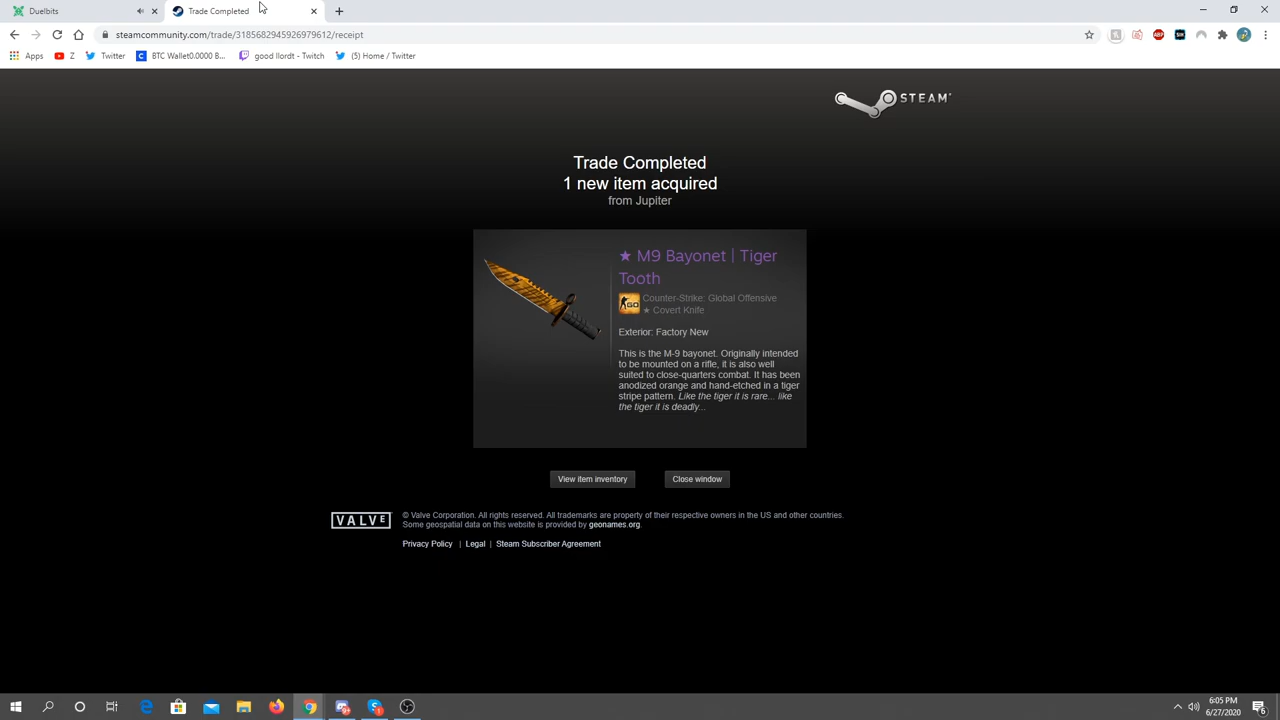 Duelbits
Trade Completed
steamcommunity.com/trade/3185682945926979612/receipt
Apps
Z
Twitter
BTC Wallet0.0000 B...
good llordt - Twitch
(5) Home / Twitter
STEAM
Trade Completed
1 new item acquired
from Jupiter
★ M9 Bayonet | Tiger
Tooth
Counter-Strike: Global Offensive
★ Covert Knife
Exterior: Factory New
This is the M-9 bayonet. Originally intended
to be mounted on a rifle, it is also well
suited to close-quarters combat. It has been
anodized orange and hand-etched in a tiger
stripe pattern. Like the tiger it is rare... like
the tiger it is deadly...
View item inventory
Close window
VALVE
© Valve Corporation. All rights reserved. All trademarks are property of their respective owners in the US and other countries.
Some geospatial data on this website is provided by geonames.org.
Privacy Policy | Legal | Steam Subscriber Agreement
6:05 PM
6/27/2020